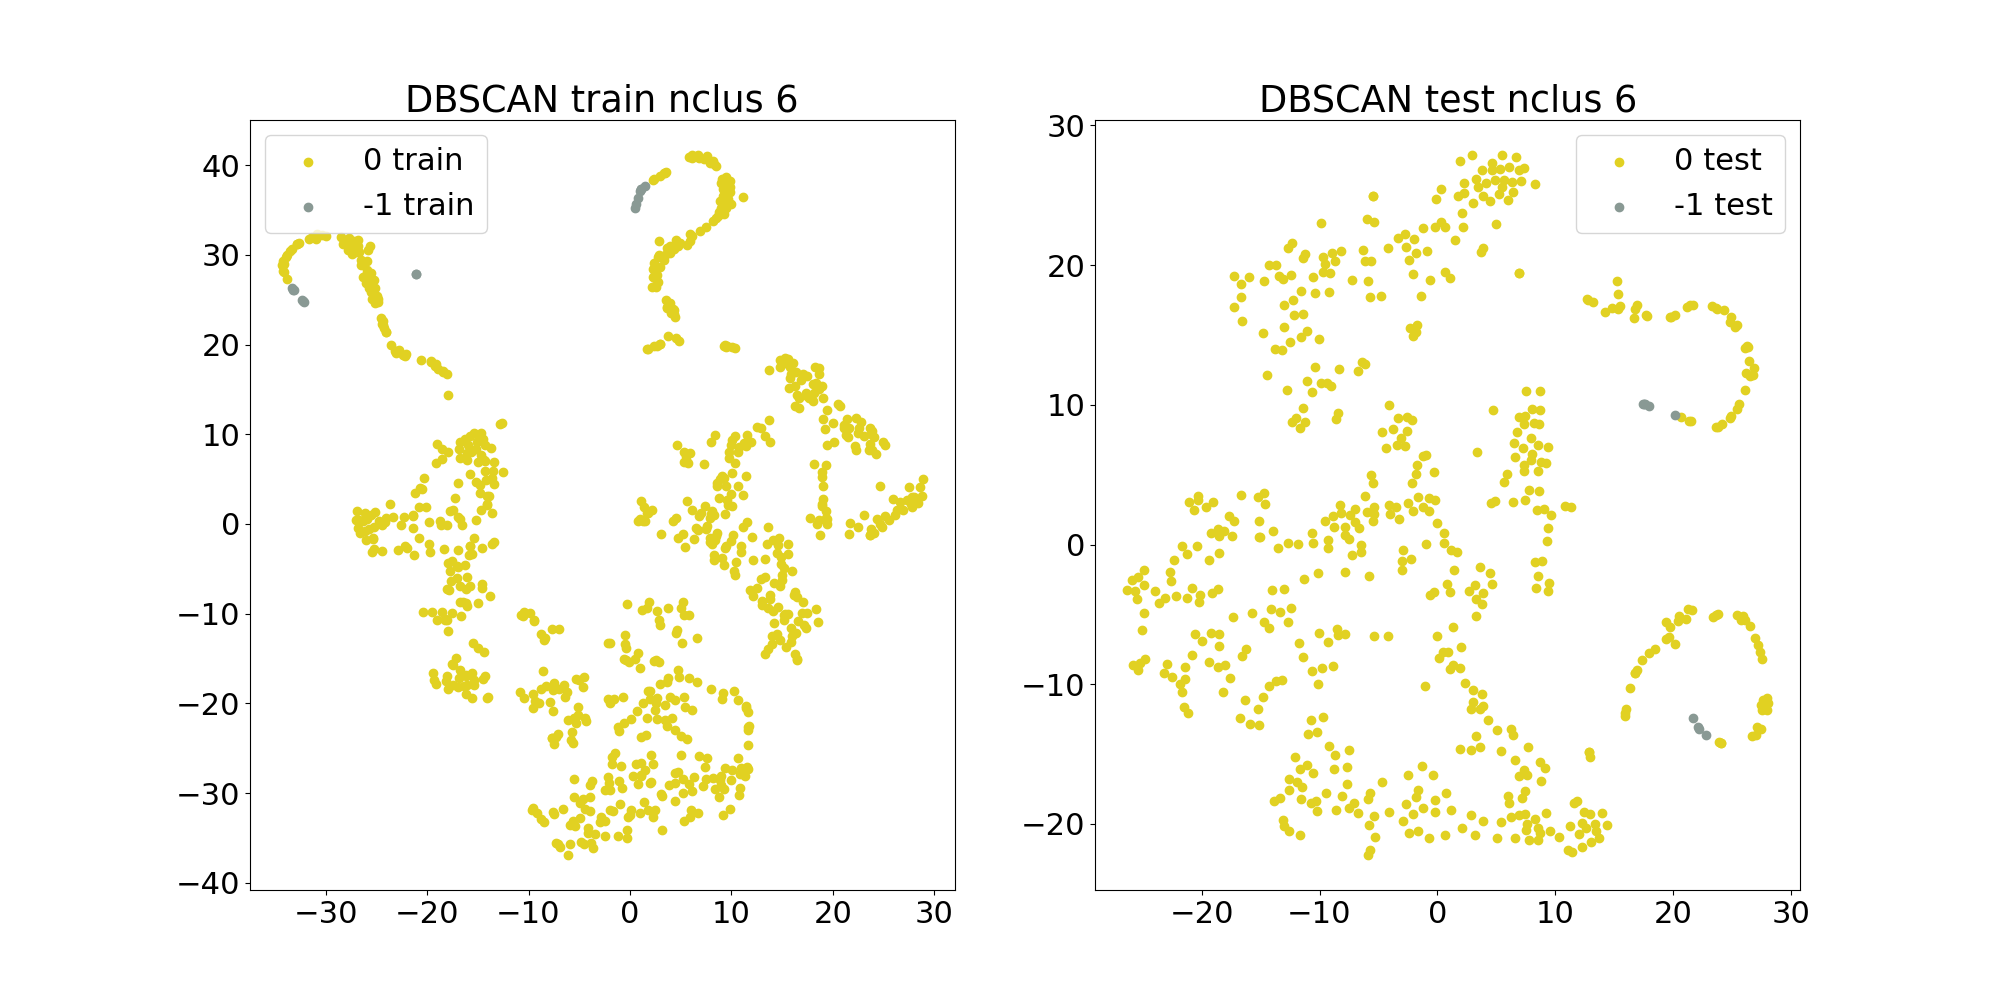 DBSCAN train nclus 6
0 train
-1 train
40
30
20
10
0
−10
−20
−30
−40
−30 −20 −10 0 10 20 30
DBSCAN test nclus 6
0 test
-1 test
30
20
10
0
−10
−20
−20 −10 0 10 20 30